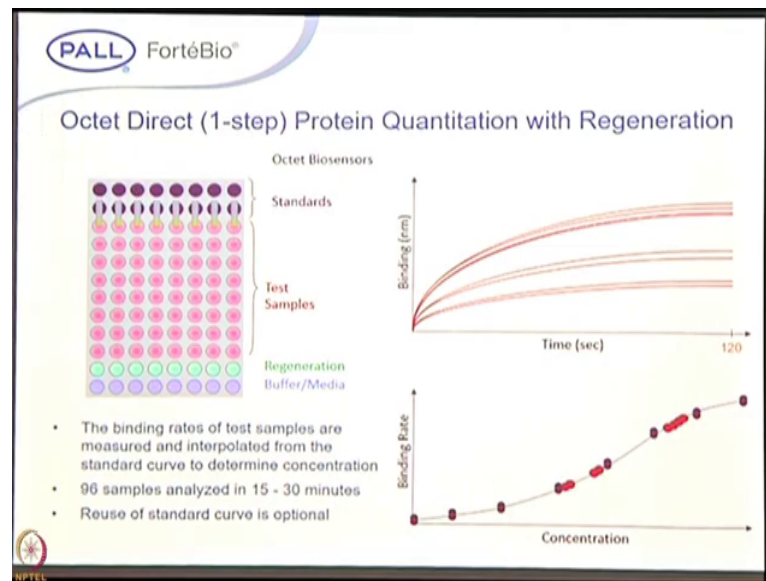 PALL FortéBio®
Octet Direct (1-step) Protein Quantitation with Regeneration
Octet Biosensors
Standards
Test
Samples
Regeneration
Buffer/Media
Binding (nm)
Time (sec)
120
• The binding rates of test samples are
measured and interpolated from the
standard curve to determine concentration
• 96 samples analyzed in 15 - 30 minutes
• Reuse of standard curve is optional
Binding Rate
Concentration
NPTEL